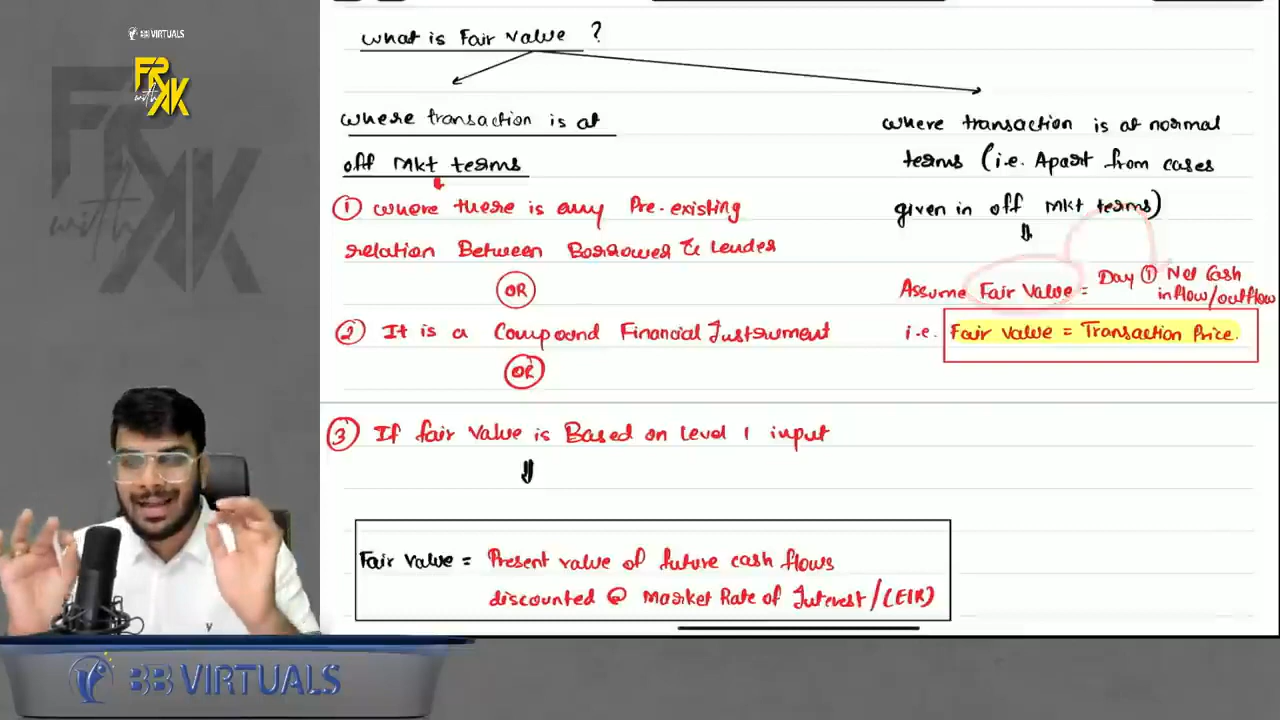 BB VIRTUALS
FR
with
AK
FR
with
AK
What is Fair Value ?
where transaction is at
off Mkt terms
① where there is any Pre-existing
relation Between Borrower & Lender
OR
② It is a Compound Financial Instrument
OR
③ If fair value is Based on Level 1 input
Fair Value = Present value of future cash flows
discounted @ Market Rate of Interest/(EIR)
where transaction is at normal
terms (i.e. Apart from cases
given in off Mkt terms)
Assume Fair Value = Day ① Net Cash
inflow/outflow
i.e. Fair Value = Transaction Price.
BB VIRTUALS